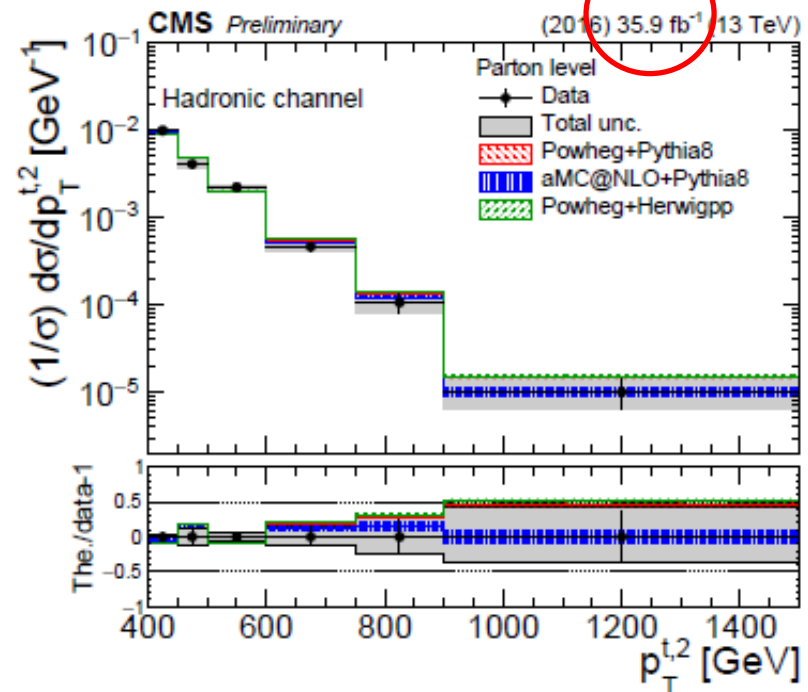 CMS Preliminary (2016) 35.9 fb⁻¹ (13 TeV)
(1/σ) dσ/dp_T^{t,2} [GeV⁻¹]
10⁻¹
10⁻²
10⁻³
10⁻⁴
10⁻⁵
Hadronic channel
Parton level
Data
Total unc.
Powheg+Pythia8
aMC@NLO+Pythia8
Powheg+Herwigpp
The./data-1
1
0.5
0
−0.5
−1
400 600 800 1000 1200 1400
p_T^{t,2} [GeV]